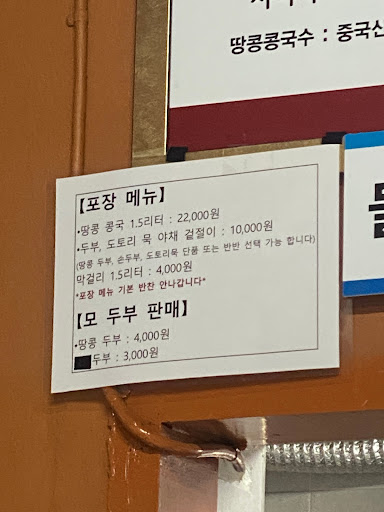 땅콩콩국수 : 중국산
【포장 메뉴】
•땅콩 콩국 1.5리터 : 22,000원
•두부, 도토리 묵 야채 겉절이 : 10,000원
(땅콩 두부, 손두부, 도토리묵 단품 또는 반반 선택 가능 합니다)
막걸리 1.5리터 : 4,000원
*포장 메뉴 기본 반찬 안나갑니다*
【모 두부 판매】
•땅콩 두부 : 4,000원
두부 : 3,000원